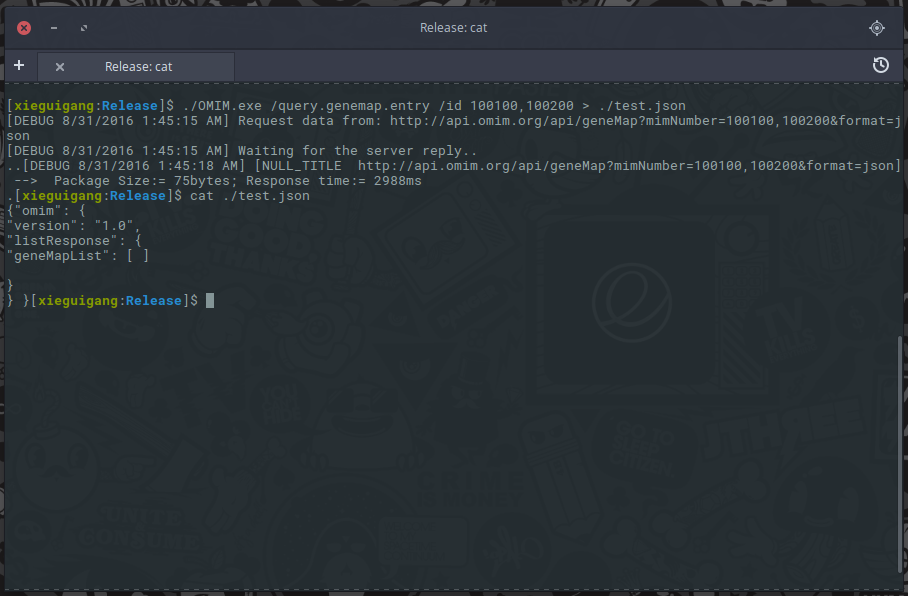 Release: cat
Release: cat
[xieguigang:Release]$ ./OMIM.exe /query.genemap.entry /id 100100,100200 > ./test.json
[DEBUG 8/31/2016 1:45:15 AM] Request data from: http://api.omim.org/api/geneMap?mimNumber=100100,100200&format=j
son
[DEBUG 8/31/2016 1:45:15 AM] Waiting for the server reply..
..[DEBUG 8/31/2016 1:45:18 AM] [NULL_TITLE  http://api.omim.org/api/geneMap?mimNumber=100100,100200&format=json]
 -->  Package Size:= 75bytes; Response time:= 2988ms
.[xieguigang:Release]$ cat ./test.json
{"omim": {
"version": "1.0",
"listResponse": {
"geneMapList": [ ]
}
} }[xieguigang:Release]$